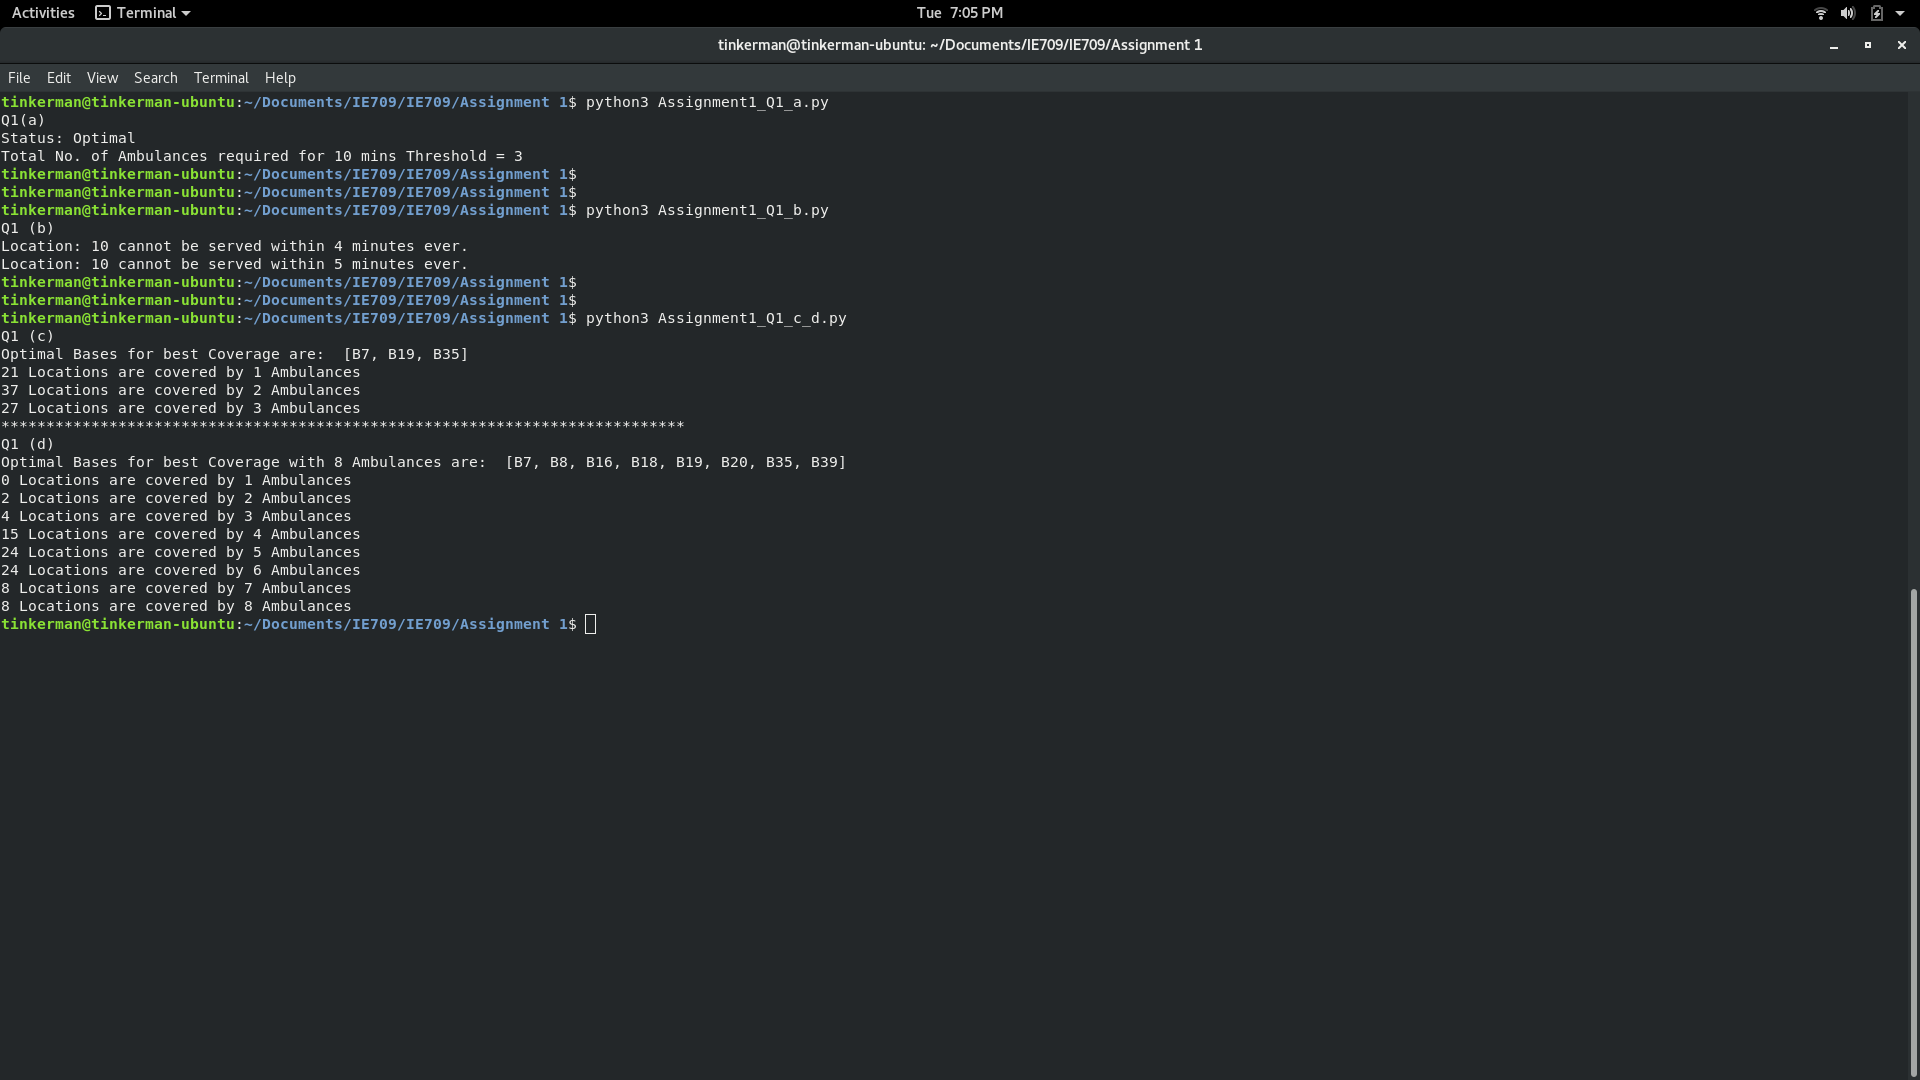 Activities Terminal Tue 7:05 PM
tinkerman@tinkerman-ubuntu: ~/Documents/IE709/IE709/Assignment 1
File Edit View Search Terminal Help
tinkerman@tinkerman-ubuntu:~/Documents/IE709/IE709/Assignment 1$ python3 Assignment1_Q1_a.py
Q1(a)
Status: Optimal
Total No. of Ambulances required for 10 mins Threshold = 3
tinkerman@tinkerman-ubuntu:~/Documents/IE709/IE709/Assignment 1$
tinkerman@tinkerman-ubuntu:~/Documents/IE709/IE709/Assignment 1$
tinkerman@tinkerman-ubuntu:~/Documents/IE709/IE709/Assignment 1$ python3 Assignment1_Q1_b.py
Q1 (b)
Location: 10 cannot be served within 4 minutes ever.
Location: 10 cannot be served within 5 minutes ever.
tinkerman@tinkerman-ubuntu:~/Documents/IE709/IE709/Assignment 1$
tinkerman@tinkerman-ubuntu:~/Documents/IE709/IE709/Assignment 1$
tinkerman@tinkerman-ubuntu:~/Documents/IE709/IE709/Assignment 1$ python3 Assignment1_Q1_c_d.py
Q1 (c)
Optimal Bases for best Coverage are:  [B7, B19, B35]
21 Locations are covered by 1 Ambulances
37 Locations are covered by 2 Ambulances
27 Locations are covered by 3 Ambulances
****************************************************************************
Q1 (d)
Optimal Bases for best Coverage with 8 Ambulances are:  [B7, B8, B16, B18, B19, B20, B35, B39]
0 Locations are covered by 1 Ambulances
2 Locations are covered by 2 Ambulances
4 Locations are covered by 3 Ambulances
15 Locations are covered by 4 Ambulances
24 Locations are covered by 5 Ambulances
24 Locations are covered by 6 Ambulances
8 Locations are covered by 7 Ambulances
8 Locations are covered by 8 Ambulances
tinkerman@tinkerman-ubuntu:~/Documents/IE709/IE709/Assignment 1$